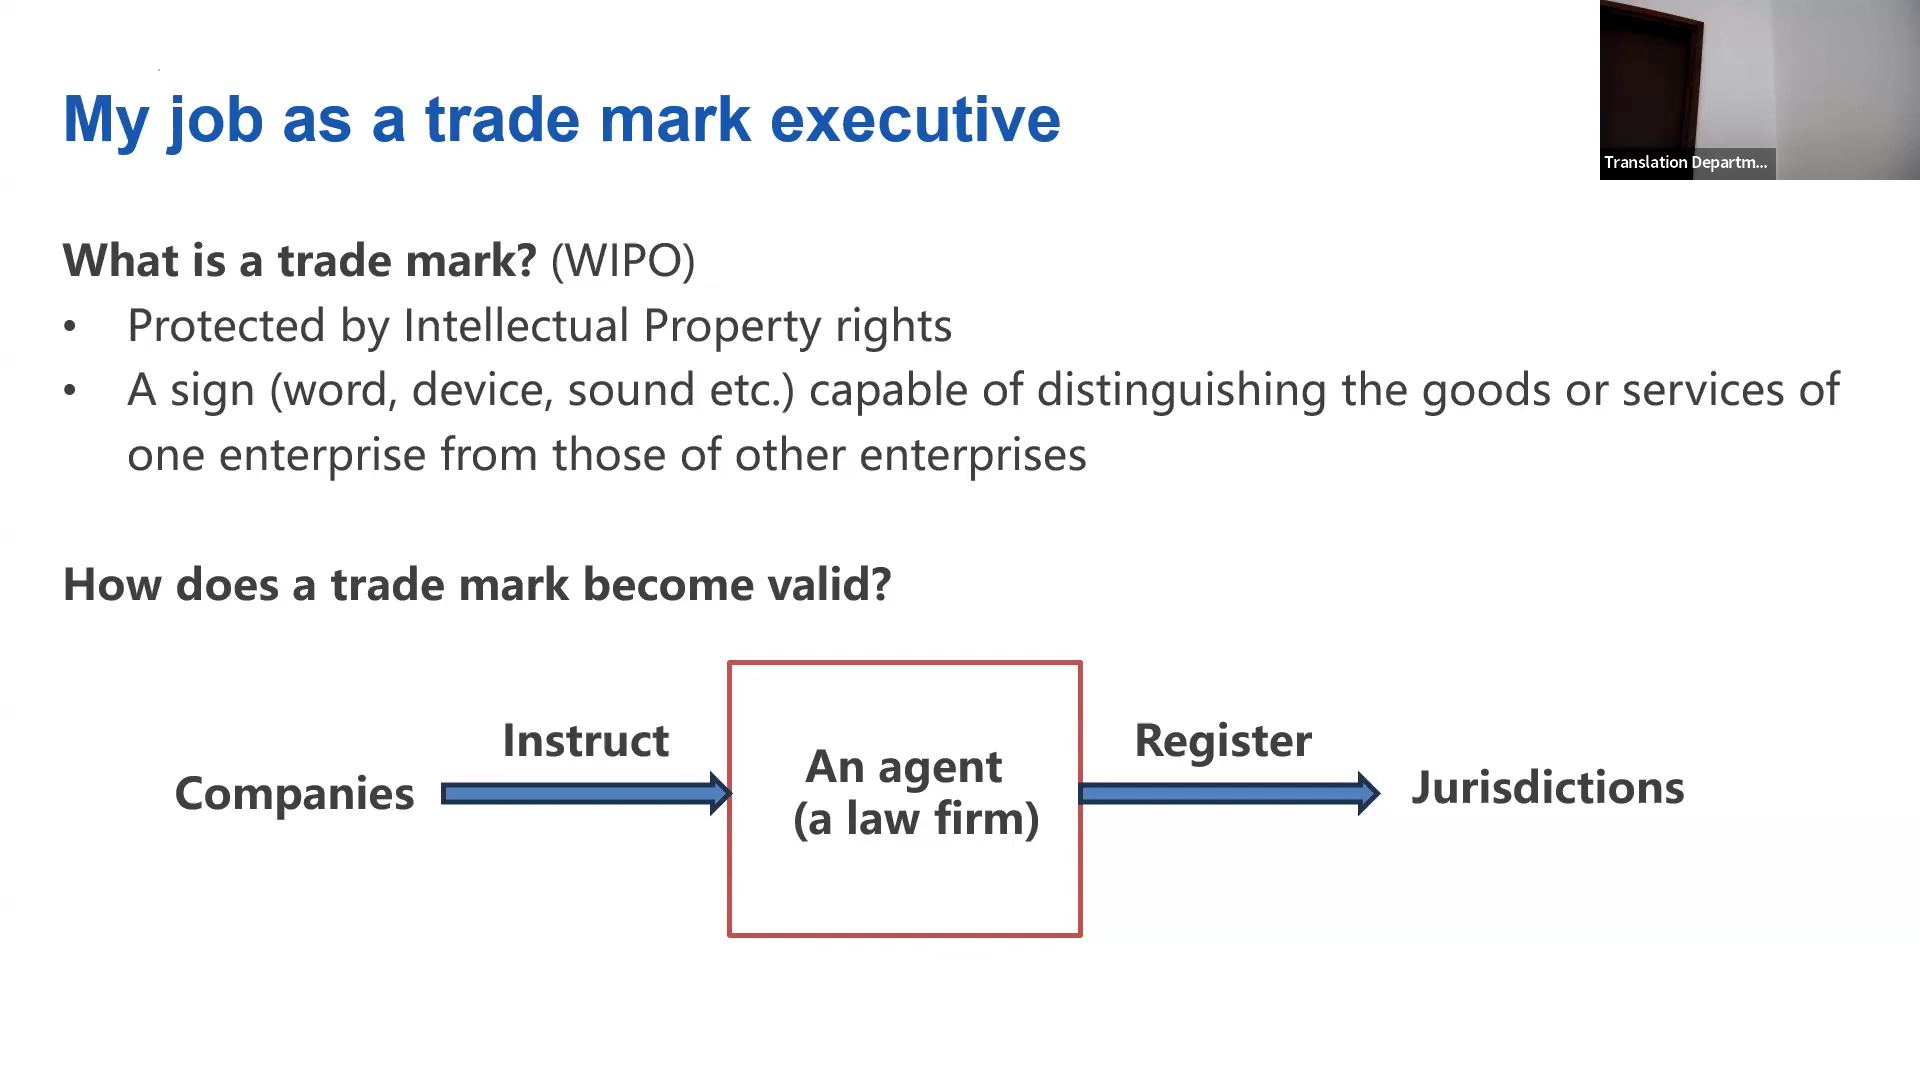 My job as a trade mark executive
Translation Departm...
What is a trade mark? (WIPO)
• Protected by Intellectual Property rights
• A sign (word, device, sound etc.) capable of distinguishing the goods or services of
one enterprise from those of other enterprises
How does a trade mark become valid?
Companies
Instruct
An agent
(a law firm)
Register
Jurisdictions